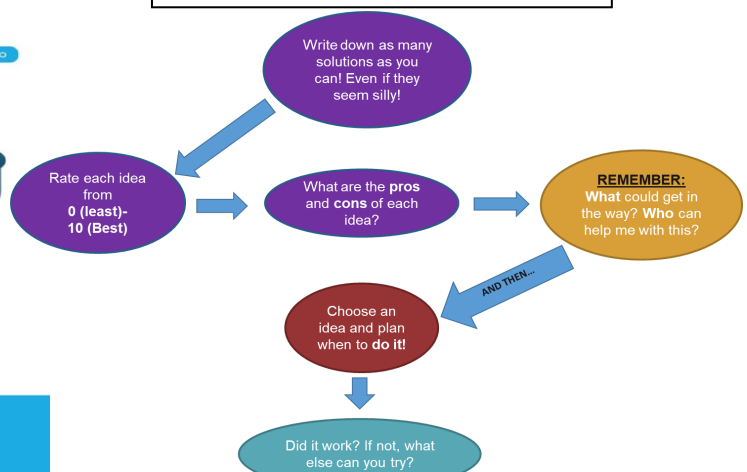 Write down as many
solutions as you
can! Even if they
seem silly!
Rate each idea
from
0 (least)-
10 (Best)
What are the pros
and cons of each
idea?
REMEMBER:
What could get in
the way? Who can
help me with this?
AND THEN...
Choose an
idea and plan
when to do it!
Did it work? If not, what
else can you try?